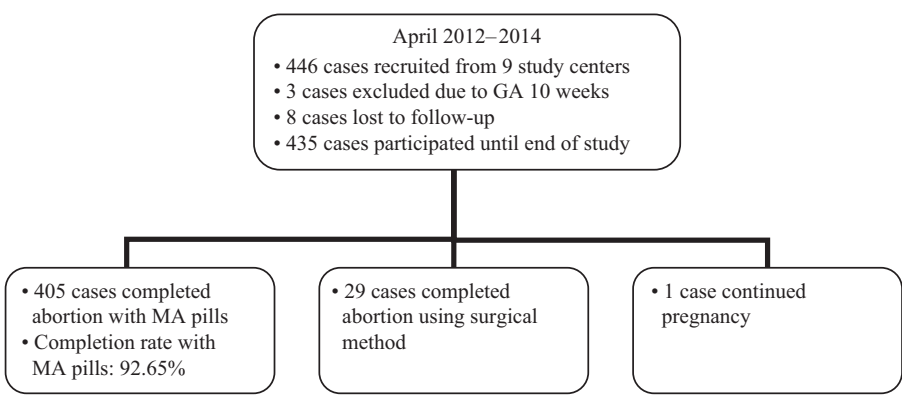 April 2012–2014
• 446 cases recruited from 9 study centers
• 3 cases excluded due to GA 10 weeks
• 8 cases lost to follow-up
• 435 cases participated until end of study
• 405 cases completed
abortion with MA pills
• Completion rate with
MA pills: 92.65%
• 29 cases completed
abortion using surgical
method
• 1 case continued
pregnancy